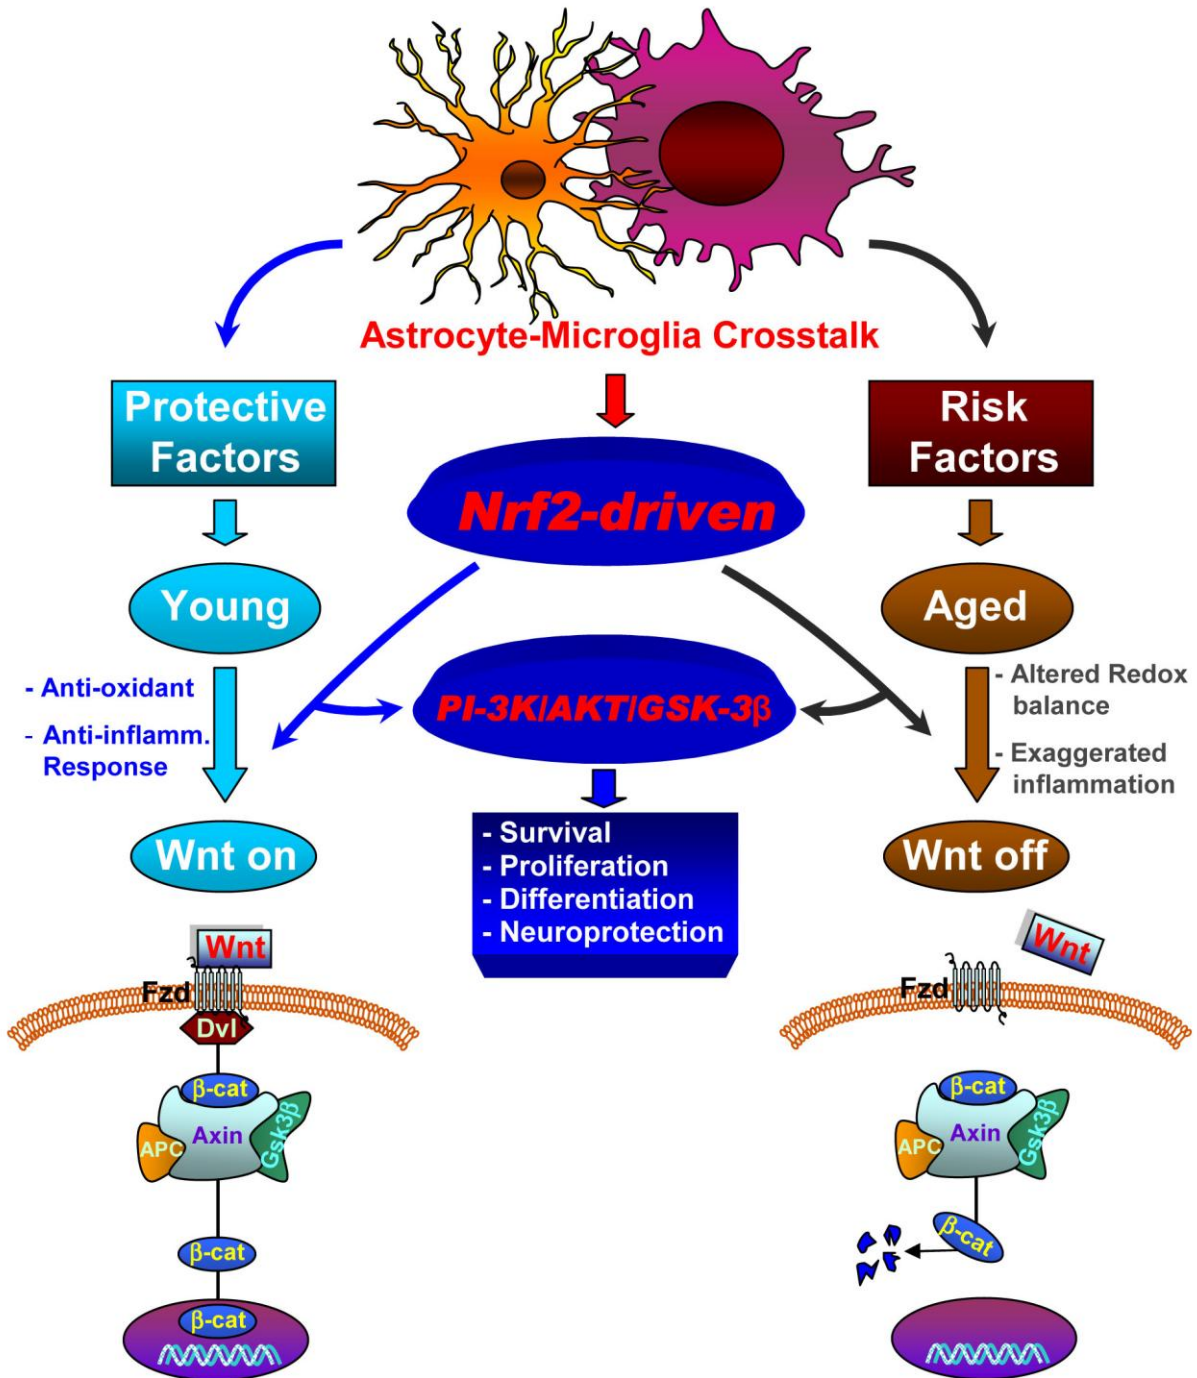 Astrocyte-Microglia Crosstalk
Protective
Factors
Risk
Factors
Nrf2-driven
Young
Aged
- Anti-oxidant
- Anti-inflamm.
Response
PI-3K/AKT/GSK-3β
- Altered Redox
balance
- Exaggerated
inflammation
- Survival
- Proliferation
- Differentiation
- Neuroprotection
Wnt on
Wnt off
Wnt
Fzd
Dvl
β-cat
Axin
APC
Gsk3β
β-cat
β-cat
Wnt
Fzd
β-cat
Axin
APC
Gsk3β
β-cat